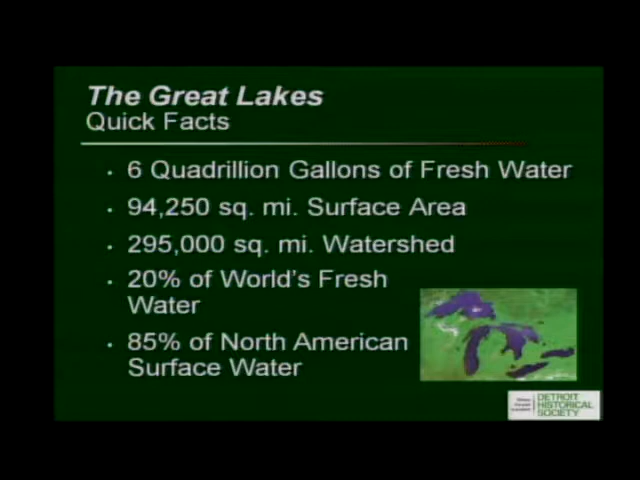 The Great Lakes
Quick Facts
• 6 Quadrillion Gallons of Fresh Water
• 94,250 sq. mi. Surface Area
• 295,000 sq. mi. Watershed
• 20% of World's Fresh
Water
• 85% of North American
Surface Water
DETROIT
HISTORICAL
SOCIETY